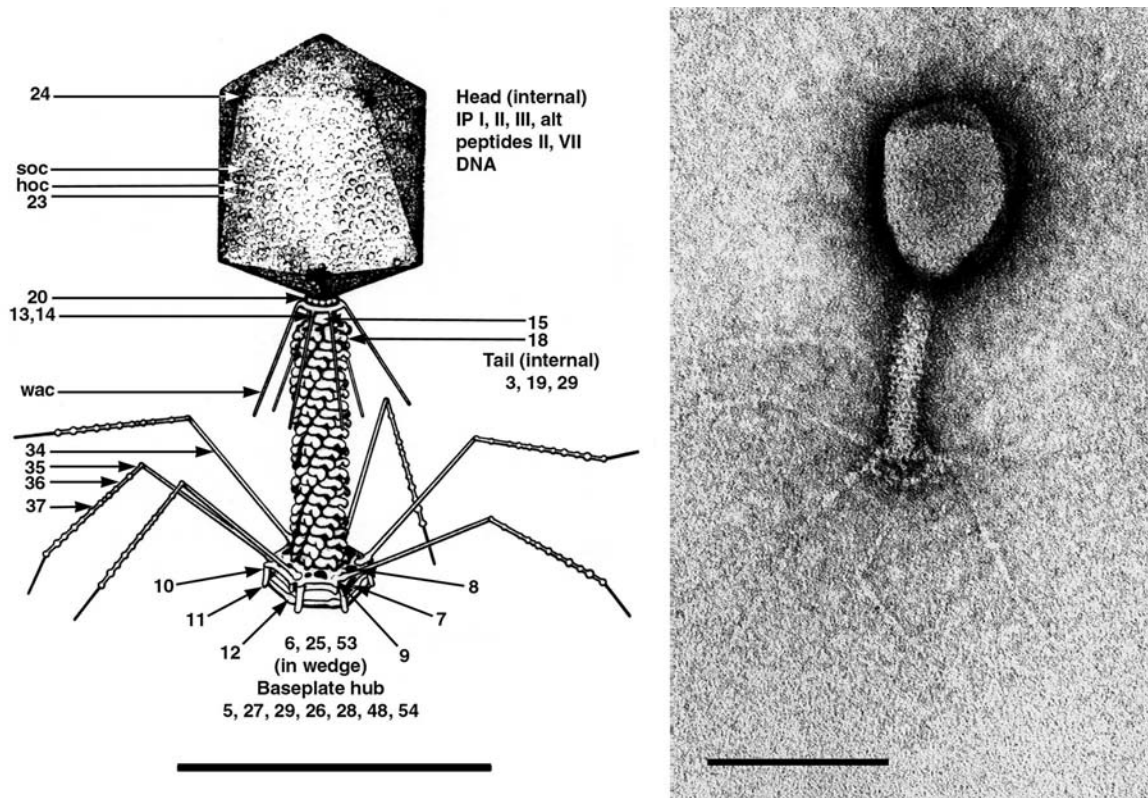 24
soc
hoc
23
Head (internal)
IP I, II, III, alt
peptides II, VII
DNA
20
13,14
15
18
Tail (internal)
3, 19, 29
wac
34
35
36
37
10
11
12
8
7
9
6, 25, 53
(in wedge)
Baseplate hub
5, 27, 29, 26, 28, 48, 54